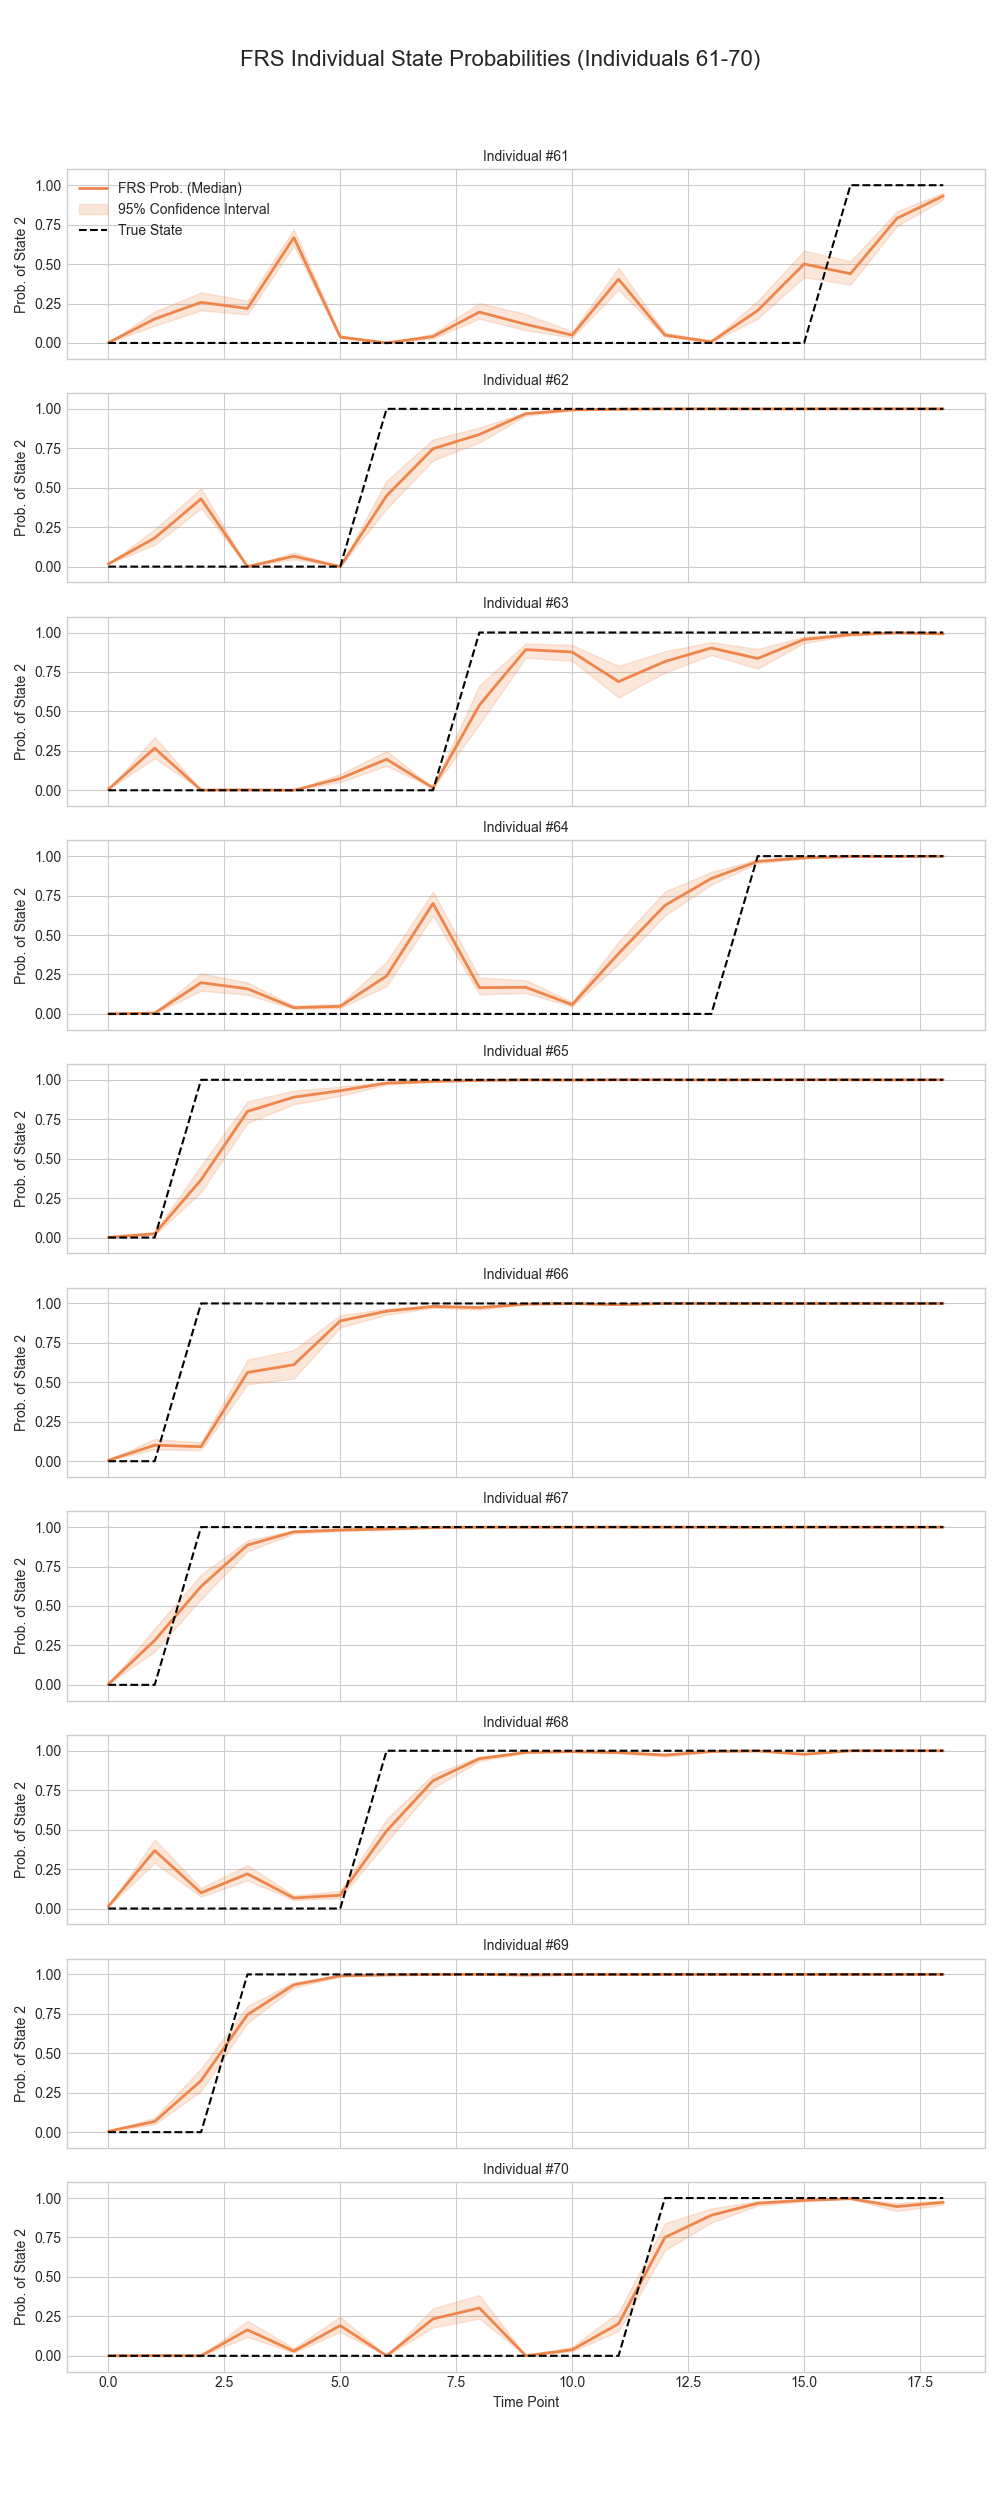 FRS Individual State Probabilities (Individuals 61-70)
Individual #61
FRS Prob. (Median)
95% Confidence Interval
True State
Prob. of State 2
1.00
0.75
0.50
0.25
0.00
Individual #62
Prob. of State 2
1.00
0.75
0.50
0.25
0.00
Individual #63
Prob. of State 2
1.00
0.75
0.50
0.25
0.00
Individual #64
Prob. of State 2
1.00
0.75
0.50
0.25
0.00
Individual #65
Prob. of State 2
1.00
0.75
0.50
0.25
0.00
Individual #66
Prob. of State 2
1.00
0.75
0.50
0.25
0.00
Individual #67
Prob. of State 2
1.00
0.75
0.50
0.25
0.00
Individual #68
Prob. of State 2
1.00
0.75
0.50
0.25
0.00
Individual #69
Prob. of State 2
1.00
0.75
0.50
0.25
0.00
Individual #70
Prob. of State 2
1.00
0.75
0.50
0.25
0.00
0.0 2.5 5.0 7.5 10.0 12.5 15.0 17.5
Time Point